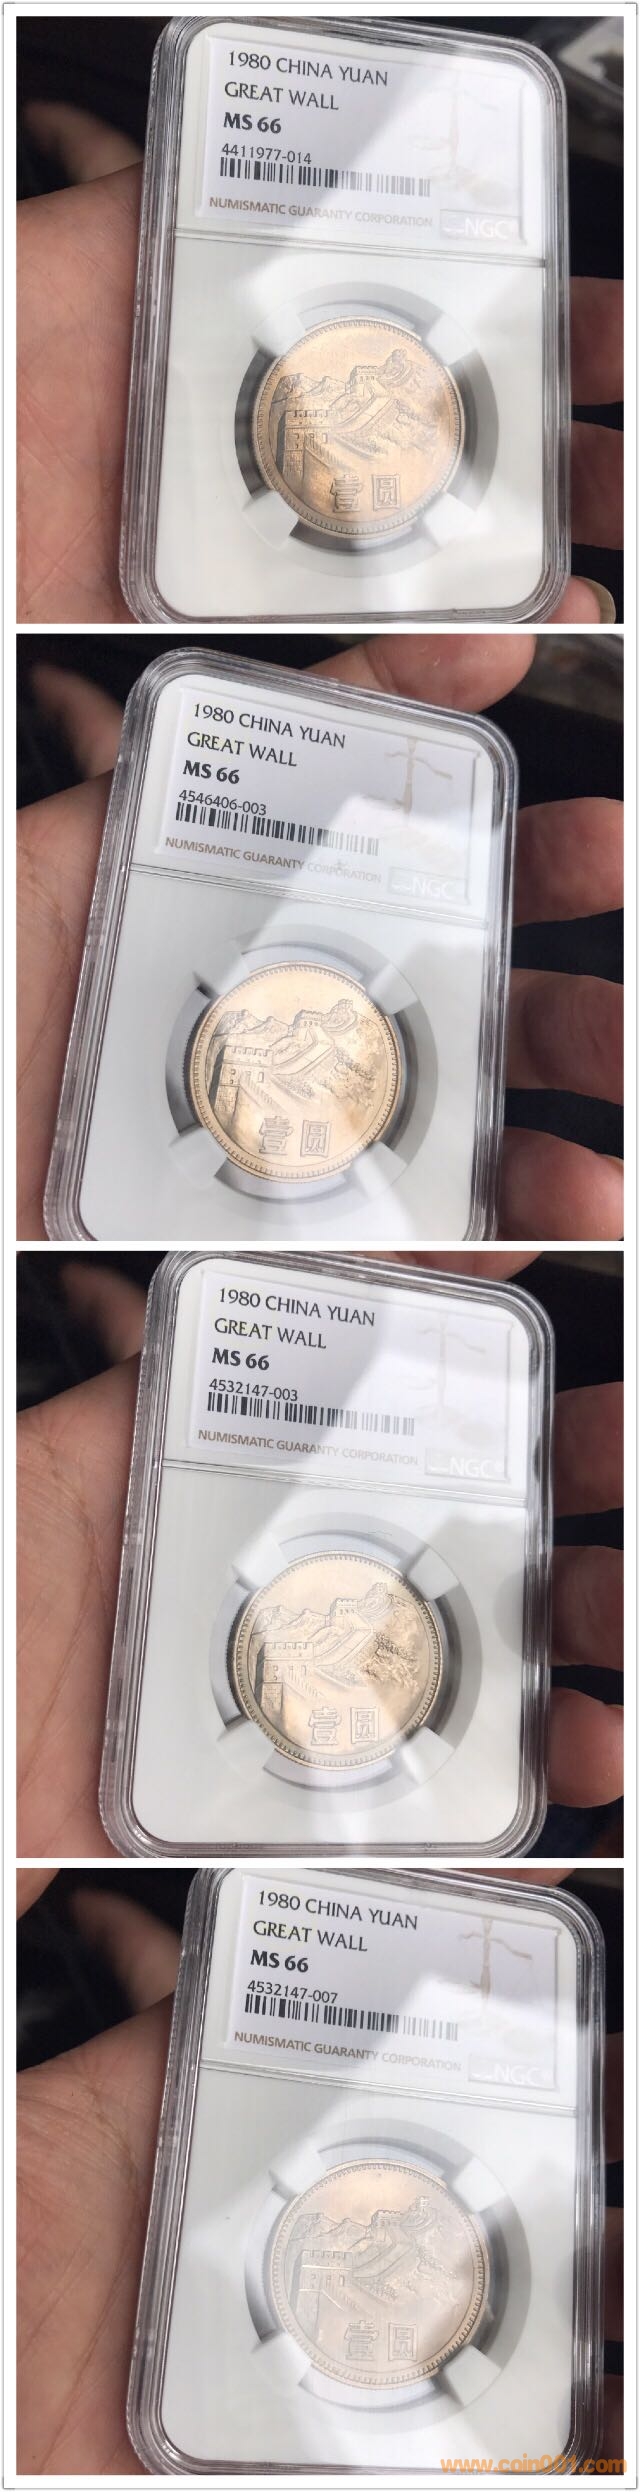 1980 CHINA YUAN
GREAT WALL
MS 66
4411977-014
NUMISMATIC GUARANTY CORPORATION
NGC
壹圆
1980 CHINA YUAN
GREAT WALL
MS 66
4546406-003
NUMISMATIC GUARANTY CORPORATION
NGC
壹圆
1980 CHINA YUAN
GREAT WALL
MS 66
4532147-003
NUMISMATIC GUARANTY CORPORATION
NGC
壹圆
1980 CHINA YUAN
GREAT WALL
MS 66
4532147-007
NUMISMATIC GUARANTY CORPORATION
NGC
壹圆
www.coin001.com